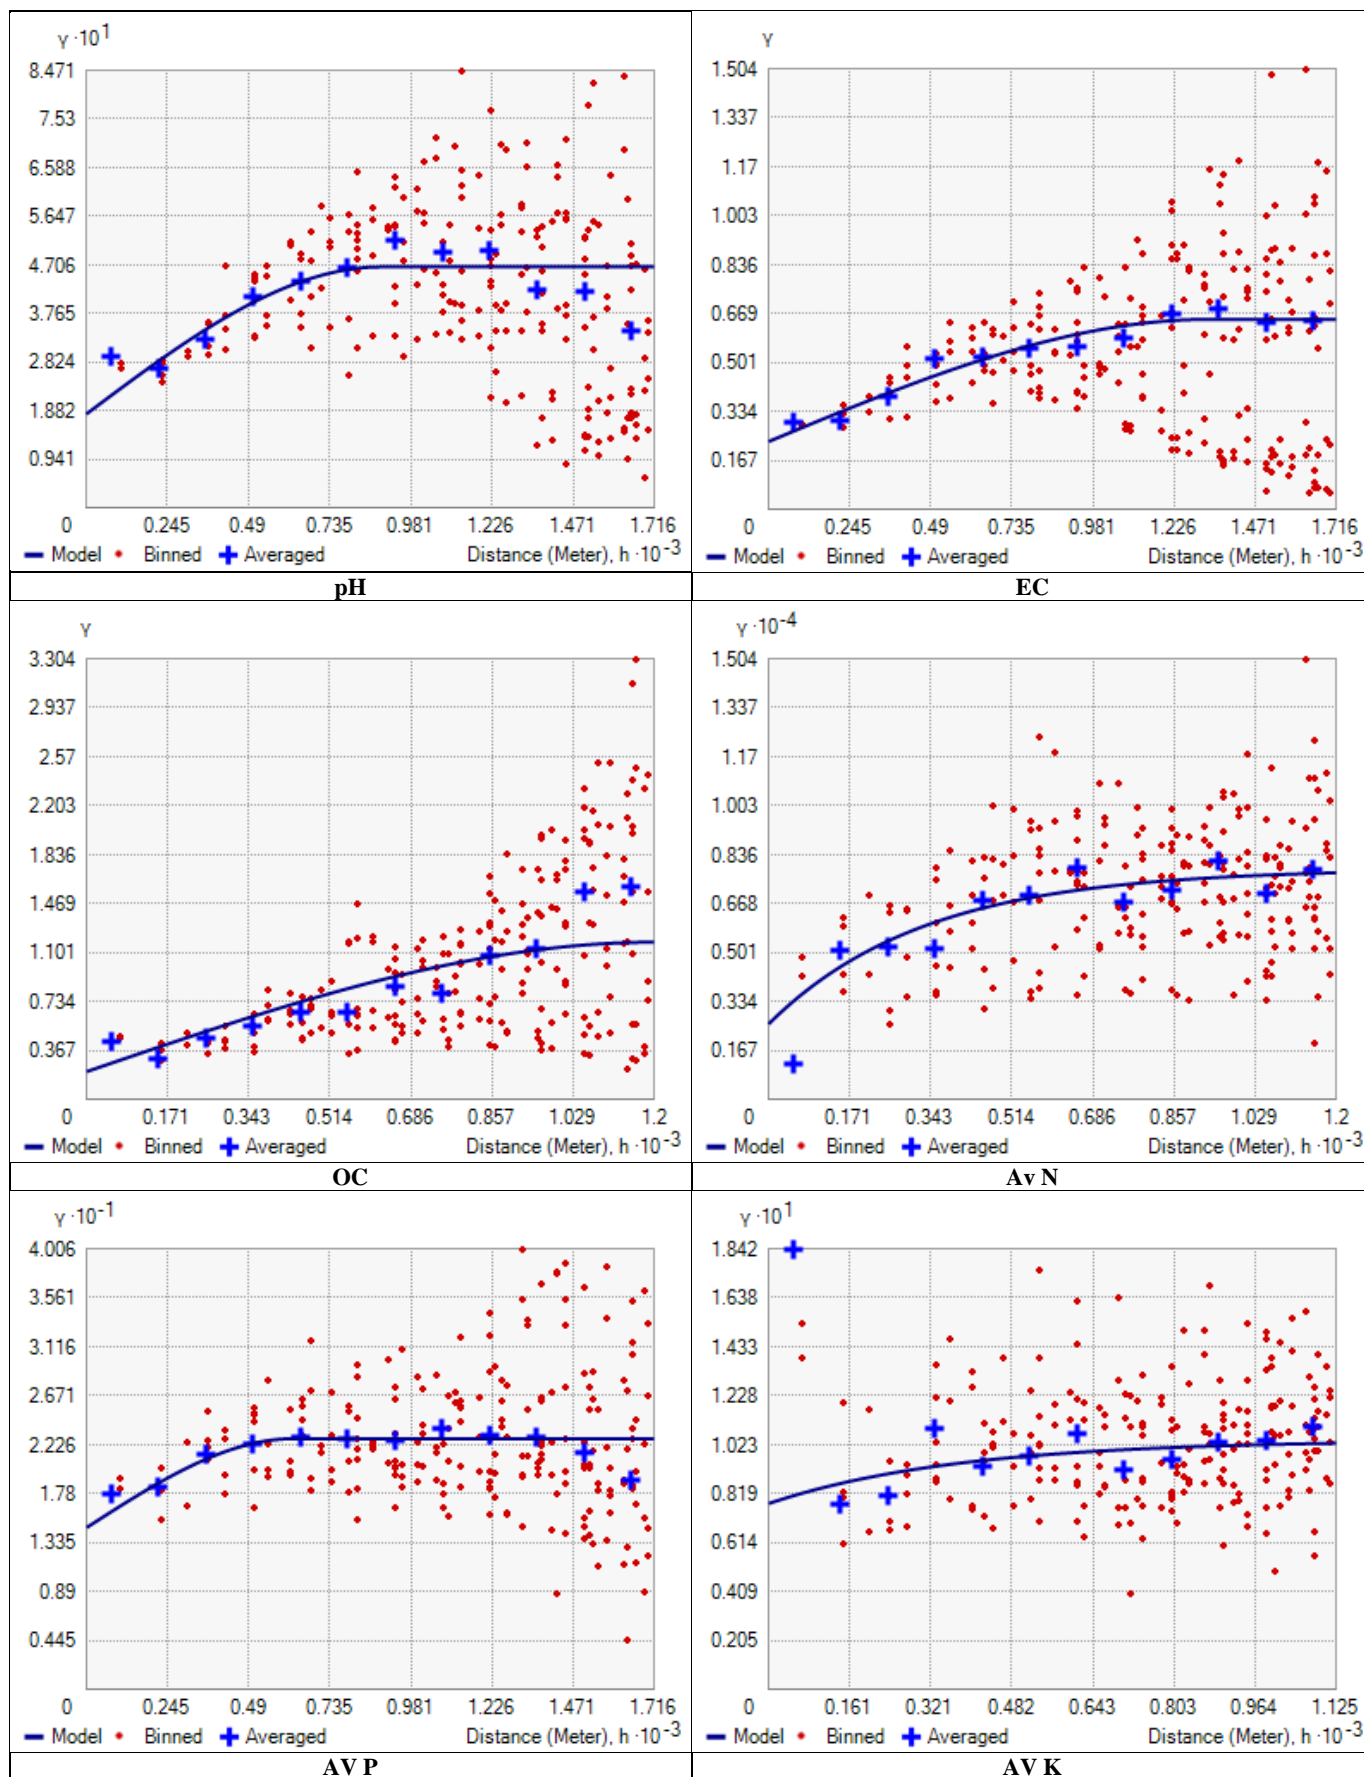 γ ·10¹
8.471
7.53
6.588
5.647
4.706
3.765
2.824
1.882
0.941
0 0.245 0.49 0.735 0.981 1.226 1.471 1.716
Model Binned Averaged Distance (Meter), h ·10⁻³
pH
γ
1.504
1.337
1.17
1.003
0.836
0.669
0.501
0.334
0.167
0 0.245 0.49 0.735 0.981 1.226 1.471 1.716
Model Binned Averaged Distance (Meter), h ·10⁻³
EC
γ
3.304
2.937
2.57
2.203
1.836
1.469
1.101
0.734
0.367
0 0.171 0.343 0.514 0.686 0.857 1.029 1.2
Model Binned Averaged Distance (Meter), h ·10⁻³
OC
γ ·10⁻⁴
1.504
1.337
1.17
1.003
0.836
0.668
0.501
0.334
0.167
0 0.171 0.343 0.514 0.686 0.857 1.029 1.2
Model Binned Averaged Distance (Meter), h ·10⁻³
Av N
γ ·10⁻¹
4.006
3.561
3.116
2.671
2.226
1.78
1.335
0.89
0.445
0 0.245 0.49 0.735 0.981 1.226 1.471 1.716
Model Binned Averaged Distance (Meter), h ·10⁻³
AV P
γ ·10¹
1.842
1.638
1.433
1.228
1.023
0.819
0.614
0.409
0.205
0 0.161 0.321 0.482 0.643 0.803 0.964 1.125
Model Binned Averaged Distance (Meter), h ·10⁻³
AV K